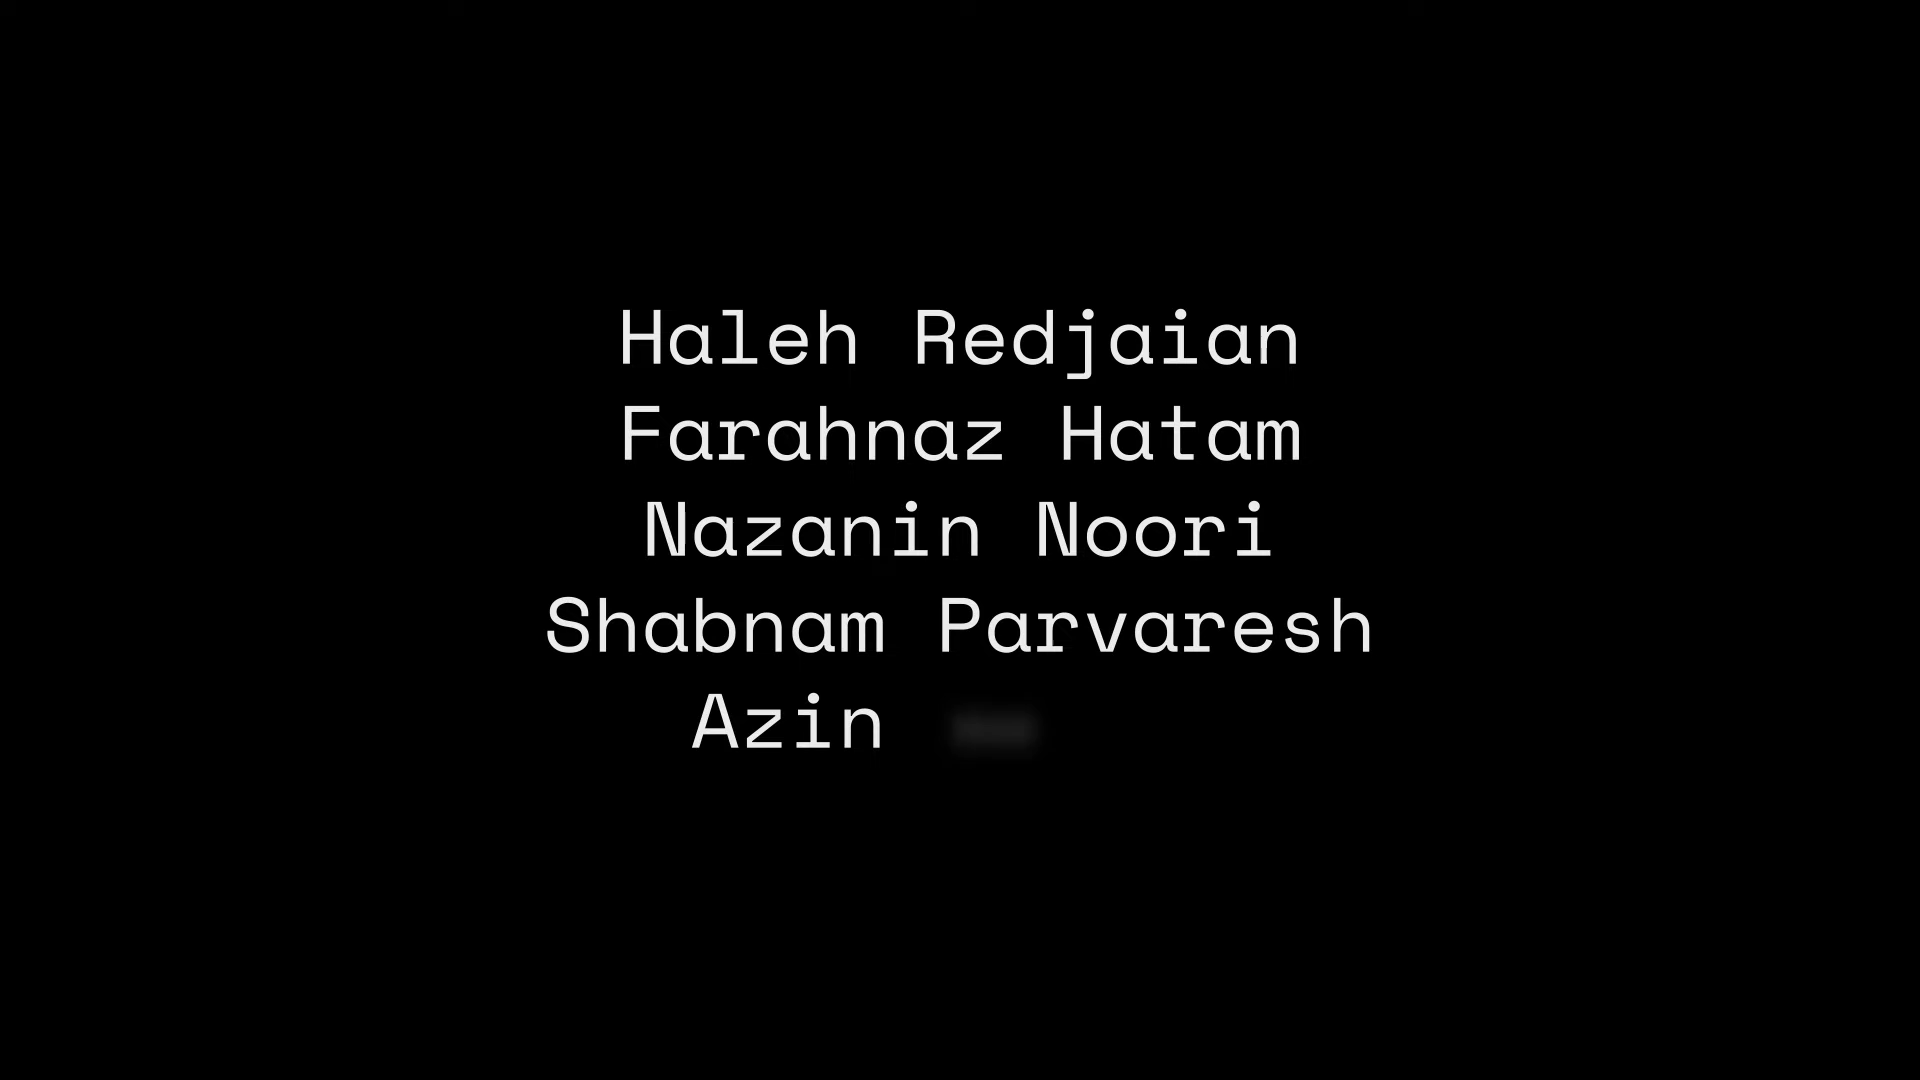 Haleh Redjaian
Farahnaz Hatam
Nazanin Noori
Shabnam Parvaresh
Azin